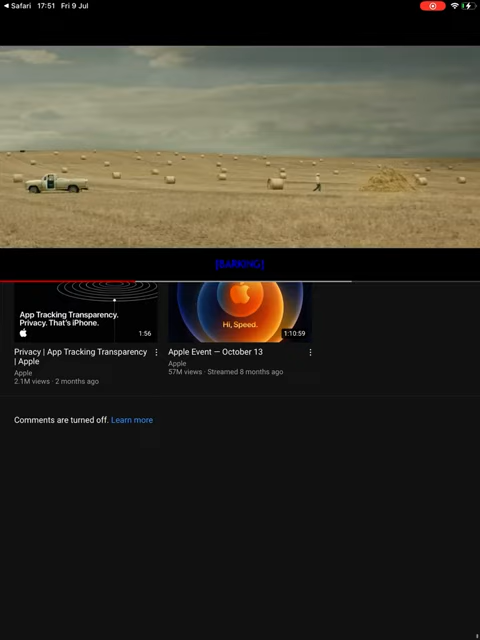 Safari 17:51 Fri 9 Jul
[BARKING]
App Tracking Transparency.
Privacy. That's iPhone.
1:56
Hi, Speed.
1:10:59
Privacy | App Tracking Transparency
| Apple
Apple
2.1M views · 2 months ago
Apple Event — October 13
Apple
57M views · Streamed 8 months ago
Comments are turned off. Learn more